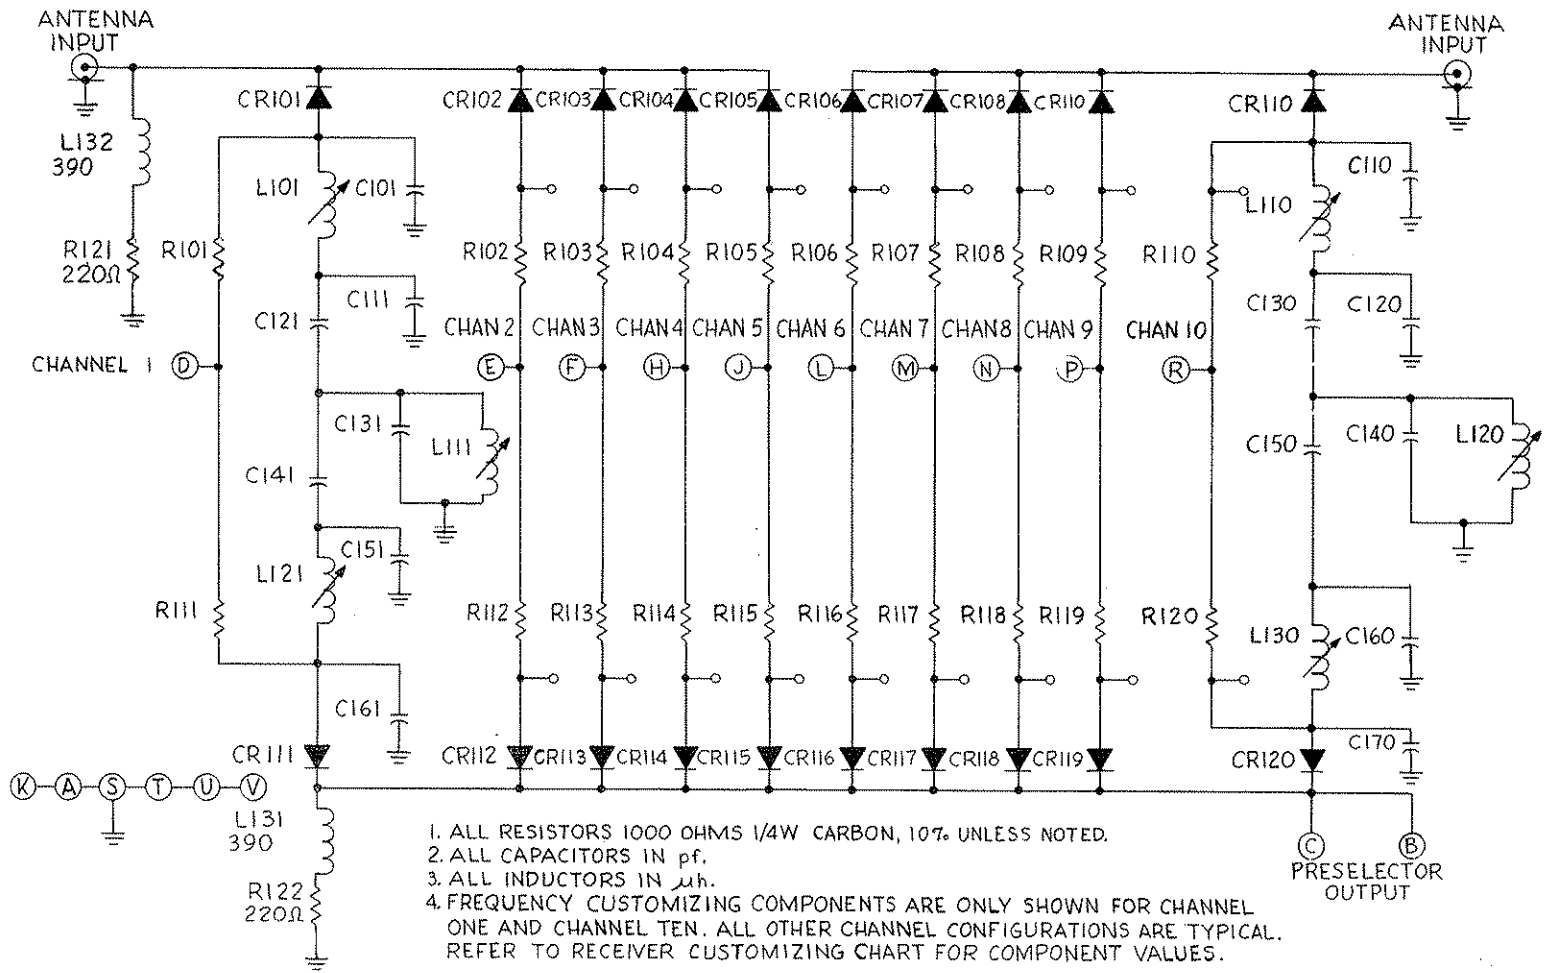 ANTENNA
INPUT
ANTENNA
INPUT
CR101
CR102
CR103
CR104
CR105
CR106
CR107
CR108
CR110
CR110
L132
390
L101
C101
C110
L110
R121
220Ω
R101
R102
R103
R104
R105
R106
R107
R108
R109
R110
C111
C121
C130
C120
CHAN 2
CHAN 3
CHAN 4
CHAN 5
CHAN 6
CHAN 7
CHAN 8
CHAN 9
CHAN 10
CHANNEL 1
D
E
F
H
J
L
M
N
P
R
C131
L111
C141
C150
C140
L120
C151
L121
R111
R112
R113
R114
R115
R116
R117
R118
R119
R120
L130
C160
C161
CR111
CR112
CR113
CR114
CR115
CR116
CR117
CR118
CR119
CR120
C170
K A S T U V
L131
390
R122
220Ω
C
B
PRESELECTOR
OUTPUT
1. ALL RESISTORS 1000 OHMS 1/4W CARBON, 10% UNLESS NOTED.
2. ALL CAPACITORS IN pf.
3. ALL INDUCTORS IN µh.
4. FREQUENCY CUSTOMIZING COMPONENTS ARE ONLY SHOWN FOR CHANNEL
ONE AND CHANNEL TEN. ALL OTHER CHANNEL CONFIGURATIONS ARE TYPICAL.
REFER TO RECEIVER CUSTOMIZING CHART FOR COMPONENT VALUES.